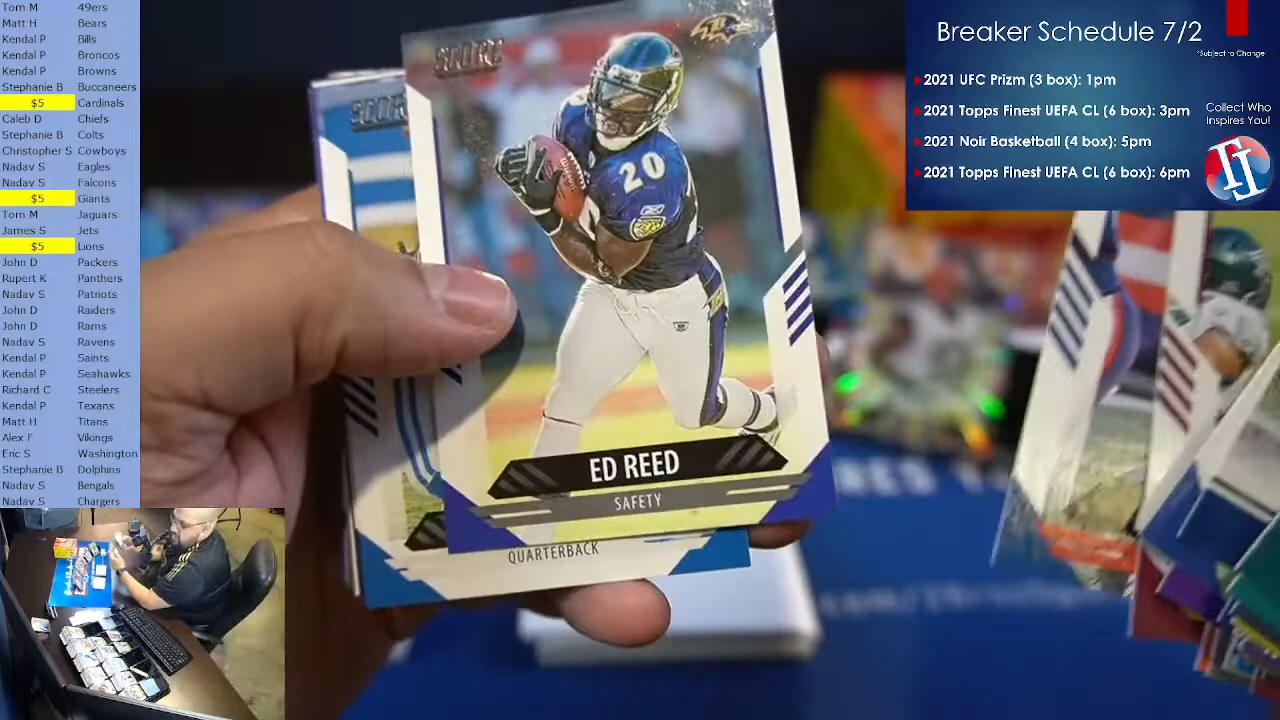 Tom M 49ers
Matt H Bears
Kendal P Bills
Kendal P Broncos
Kendal P Browns
Stephanie B Buccaneers
$5 Cardinals
Caleb D Chiefs
Stephanie B Colts
Christopher S Cowboys
Nadav S Eagles
Nadav S Falcons
$5 Giants
Tom M Jaguars
James S Jets
$5 Lions
John D Packers
Rupert K Panthers
Nadav S Patriots
John D Raiders
John D Rams
Nadav S Ravens
Kendal P Saints
Kendal P Seahawks
Richard C Steelers
Kendal P Texans
Matt H Titans
Alex F Vikings
Eric S Washington
Stephanie B Dolphins
Nadav S Bengals
Nadav S Chargers
SCORE
20
ED REED
SAFETY
QUARTERBACK
Breaker Schedule 7/2
*Subject to Change
2021 UFC Prizm (3 box): 1pm
2021 Topps Finest UEFA CL (6 box): 3pm
2021 Noir Basketball (4 box): 5pm
2021 Topps Finest UEFA CL (6 box): 6pm
Collect Who
Inspires You!